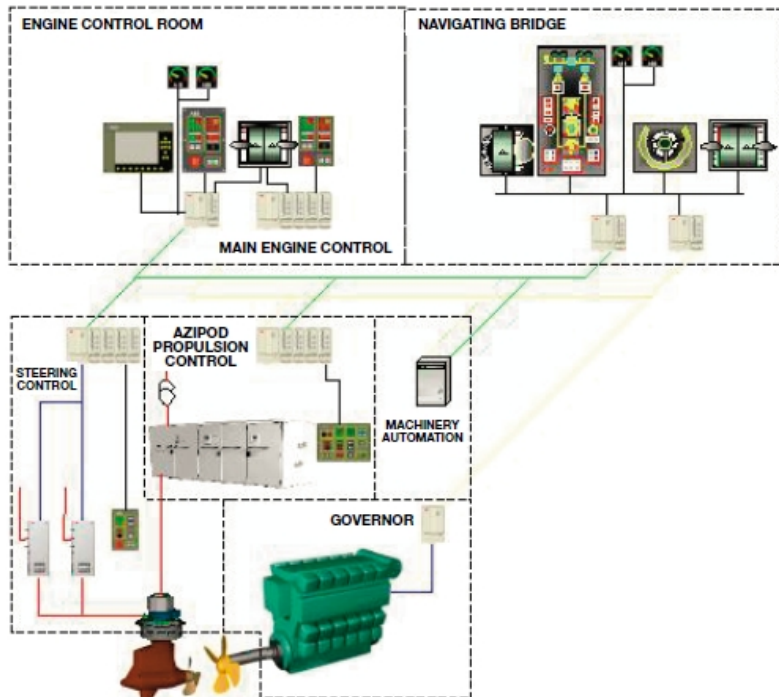 ENGINE CONTROL ROOM
NAVIGATING BRIDGE
MAIN ENGINE CONTROL
AZIPOD
PROPULSION
CONTROL
STEERING
CONTROL
MACHINERY
AUTOMATION
GOVERNOR